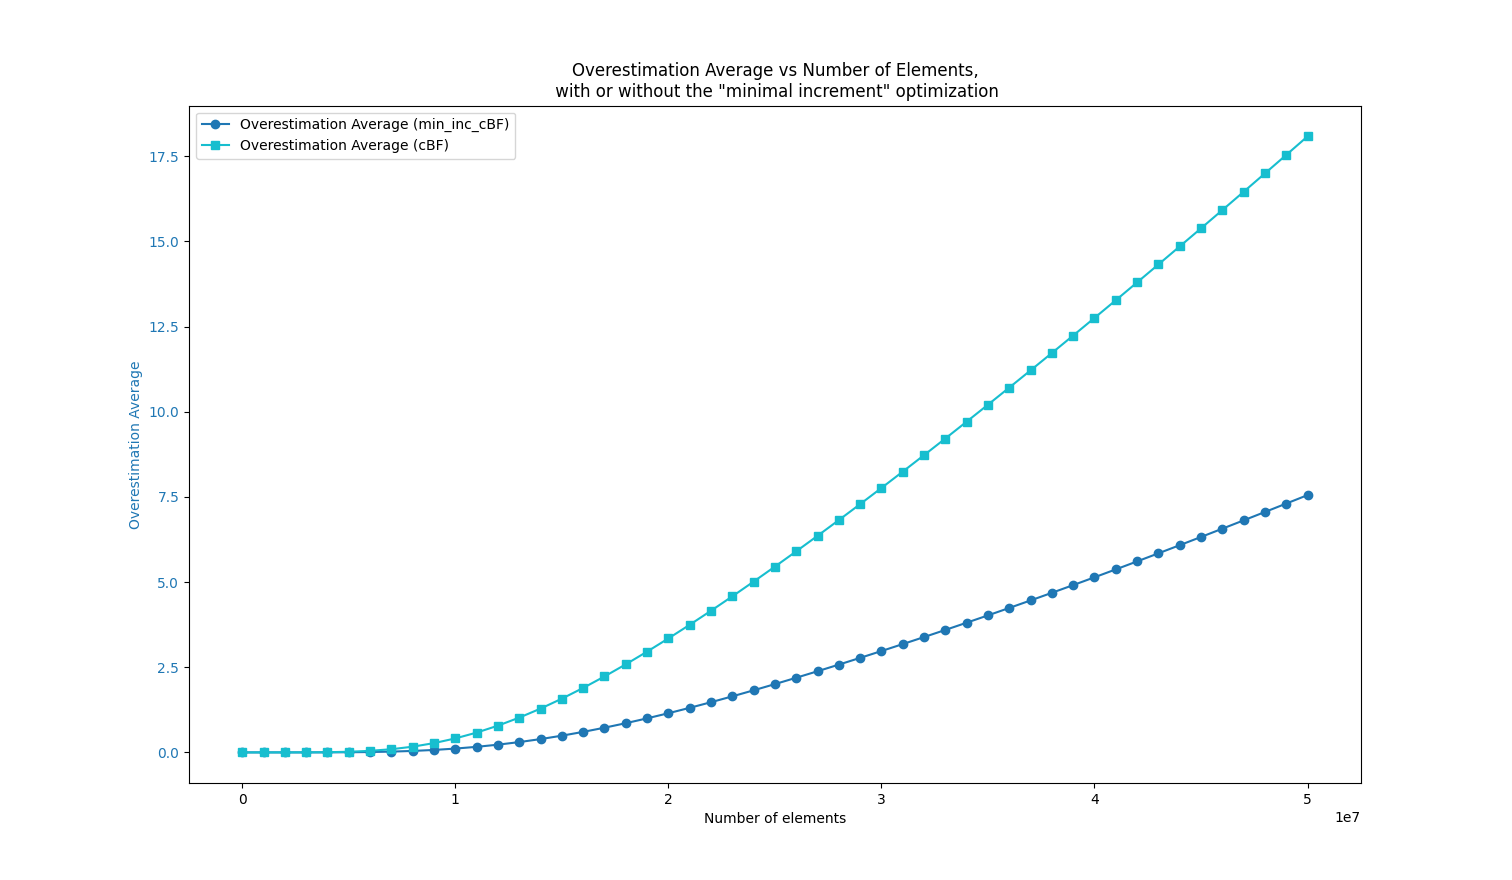 Overestimation Average vs Number of Elements,
with or without the "minimal increment" optimization
Overestimation Average (min_inc_cBF)
Overestimation Average (cBF)
17.5
15.0
12.5
10.0
7.5
5.0
2.5
0.0
Overestimation Average
0 1 2 3 4 5
1e7
Number of elements